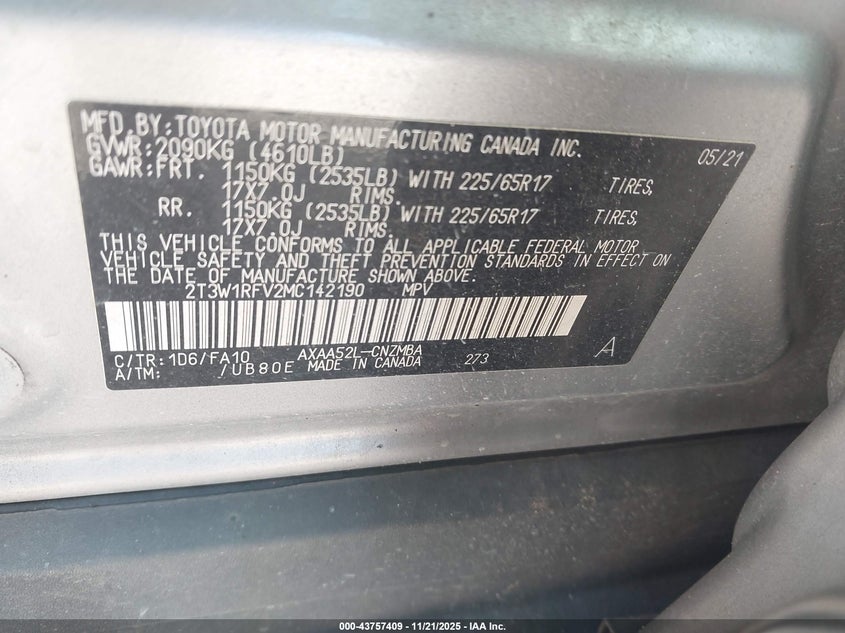 MFD. BY: TOYOTA MOTOR MANUFACTURING CANADA INC. 05/21
GVWR: 2090KG (4610LB)
GAWR: FRT. 1150KG (2535LB) WITH 225/65R17 TIRES,
17X7.0J RIMS.
RR. 1150KG (2535LB) WITH 225/65R17 TIRES,
17X7.0J RIMS.
THIS VEHICLE CONFORMS TO ALL APPLICABLE FEDERAL MOTOR
VEHICLE SAFETY AND THEFT PREVENTION STANDARDS IN EFFECT ON
THE DATE OF MANUFACTURE SHOWN ABOVE.
2T3W1RFV2MC142190 MPV
C/TR: 1D6/FA10 AXAA52L-CNZMBA 273 A
A/TM: /UB80E MADE IN CANADA
000-43757409 - 11/21/2025 - IAA Inc.